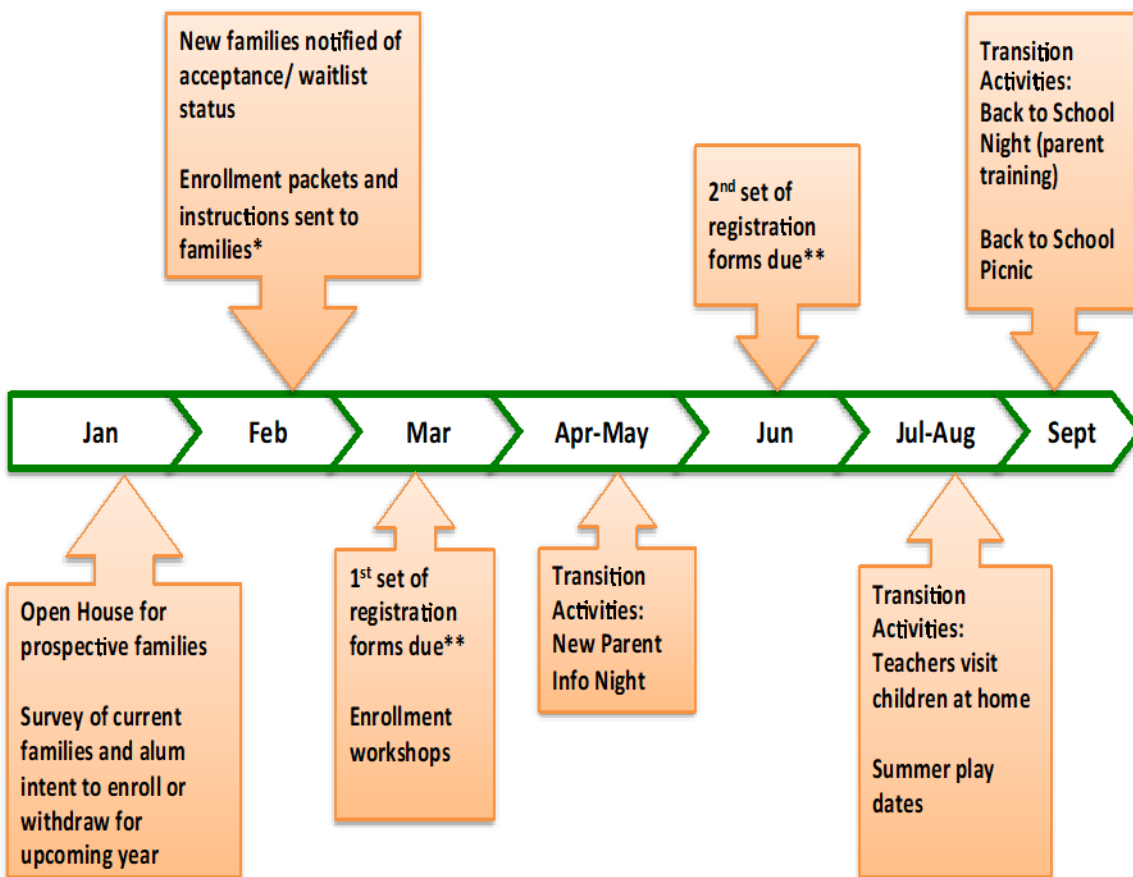 New families notified of
acceptance/ waitlist
status
Enrollment packets and
instructions sent to
families*
2nd set of
registration
forms due**
Transition
Activities:
Back to School
Night (parent
training)
Back to School
Picnic
Jan
Feb
Mar
Apr-May
Jun
Jul-Aug
Sept
Open House for
prospective families
Survey of current
families and alum
intent to enroll or
withdraw for
upcoming year
1st set of
registration
forms due**
Enrollment
workshops
Transition
Activities:
New Parent
Info Night
Transition
Activities:
Teachers visit
children at home
Summer play
dates